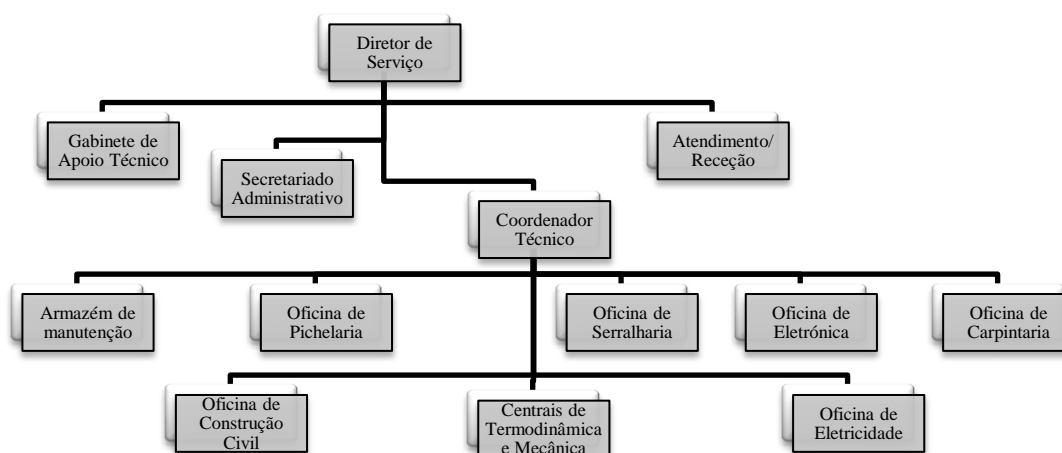 Diretor de
Serviço
Gabinete de
Apoio Técnico
Secretariado
Administrativo
Atendimento/
Receção
Coordenador
Técnico
Armazém de
manutenção
Oficina de
Pichelaria
Oficina de
Serralharia
Oficina de
Eletrónica
Oficina de
Carpintaria
Oficina de
Construção
Civil
Centrais de
Termodinâmica
e Mecânica
Oficina de
Eletricidade